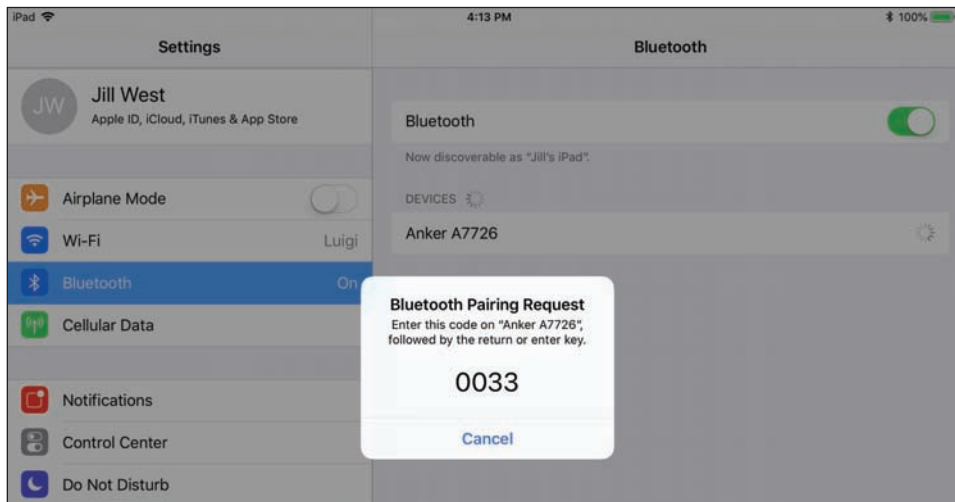 iPad 4:13 PM 100%
Settings
Bluetooth
JW
Jill West
Apple ID, iCloud, iTunes & App Store
Airplane Mode
Wi-Fi Luigi
Bluetooth On
Cellular Data
Notifications
Control Center
Do Not Disturb
Bluetooth
Now discoverable as "Jill's iPad".
DEVICES
Anker A7726
Bluetooth Pairing Request
Enter this code on "Anker A7726",
followed by the return or enter key.
0033
Cancel